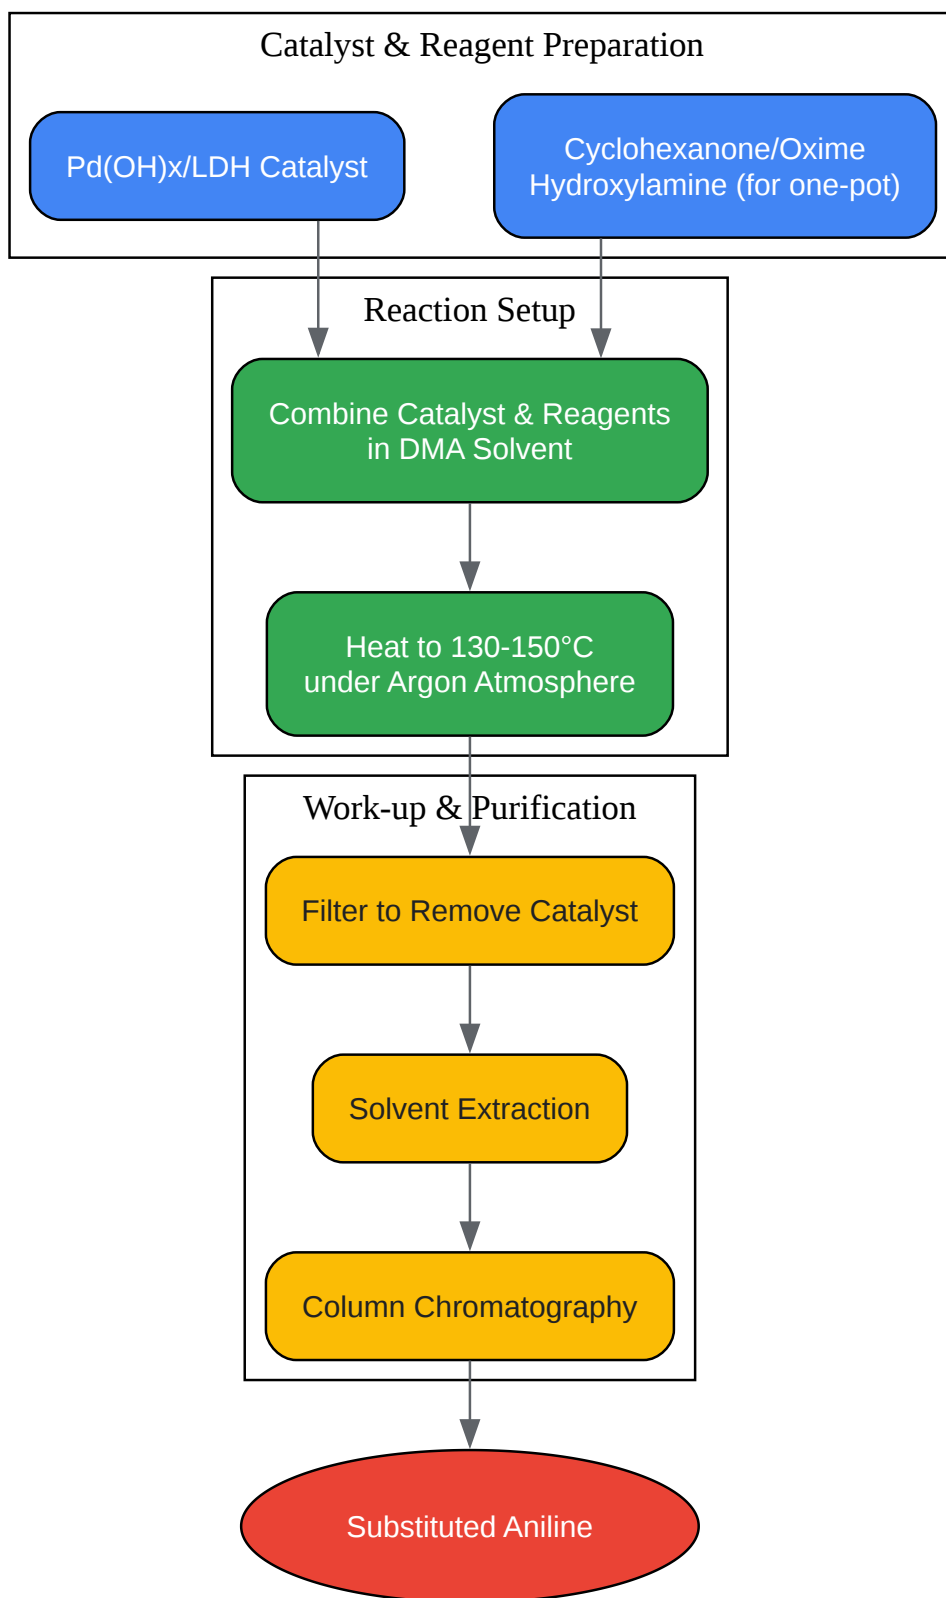 Catalyst & Reagent Preparation
Pd(OH)x/LDH Catalyst
Cyclohexanone/Oxime
Hydroxylamine (for one-pot)
Reaction Setup
Combine Catalyst & Reagents
in DMA Solvent
Heat to 130-150°C
under Argon Atmosphere
Work-up & Purification
Filter to Remove Catalyst
Solvent Extraction
Column Chromatography
Substituted Aniline